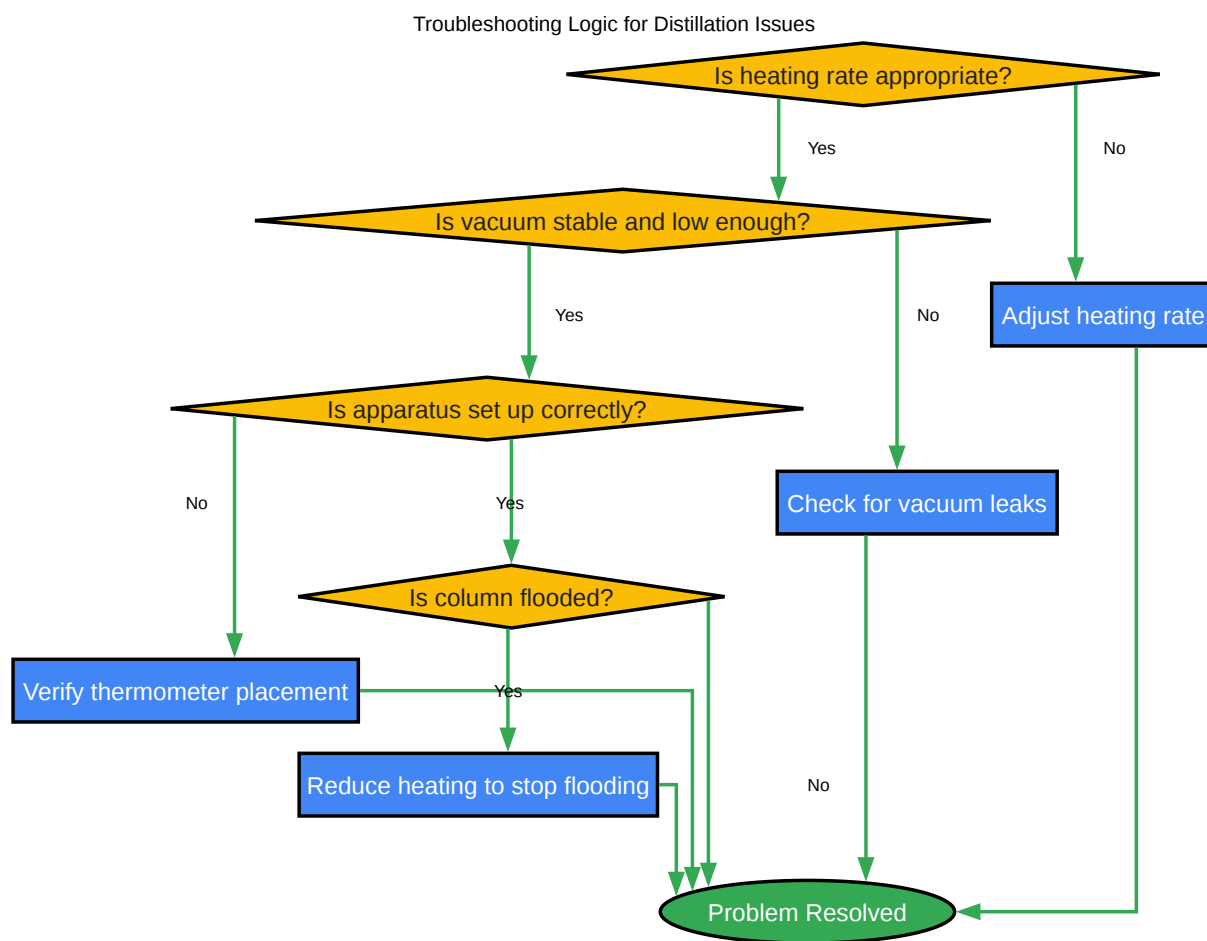 Troubleshooting Logic for Distillation Issues
Is heating rate appropriate?
Yes
No
Is vacuum stable and low enough?
Yes
No
Adjust heating rate
Is apparatus set up correctly?
No
Yes
Check for vacuum leaks
Is column flooded?
Verify thermometer placement
Yes
Reduce heating to stop flooding
No
Problem Resolved